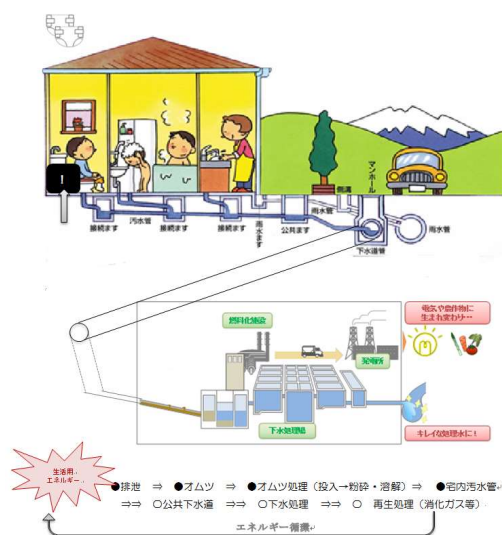 !
マンホール
側溝
雨水管
汚水管
雨水ます
雨水管
接続ます
接続ます
接続ます
公共ます
下水道管
電気や農作物に
生まれ変わり…
燃料化施設
発電所
下水処理場
キレイな処理水に!
生活用
エネルギー
●排泄 ⇒ ●オムツ ⇒ ●オムツ処理(投入→粉砕・溶解)⇒ ●宅内汚水管
⇒⇒ ○公共下水道 ⇒⇒ ○下水処理 ⇒⇒ ○ 再生処理(消化ガス等)
エネルギー循環